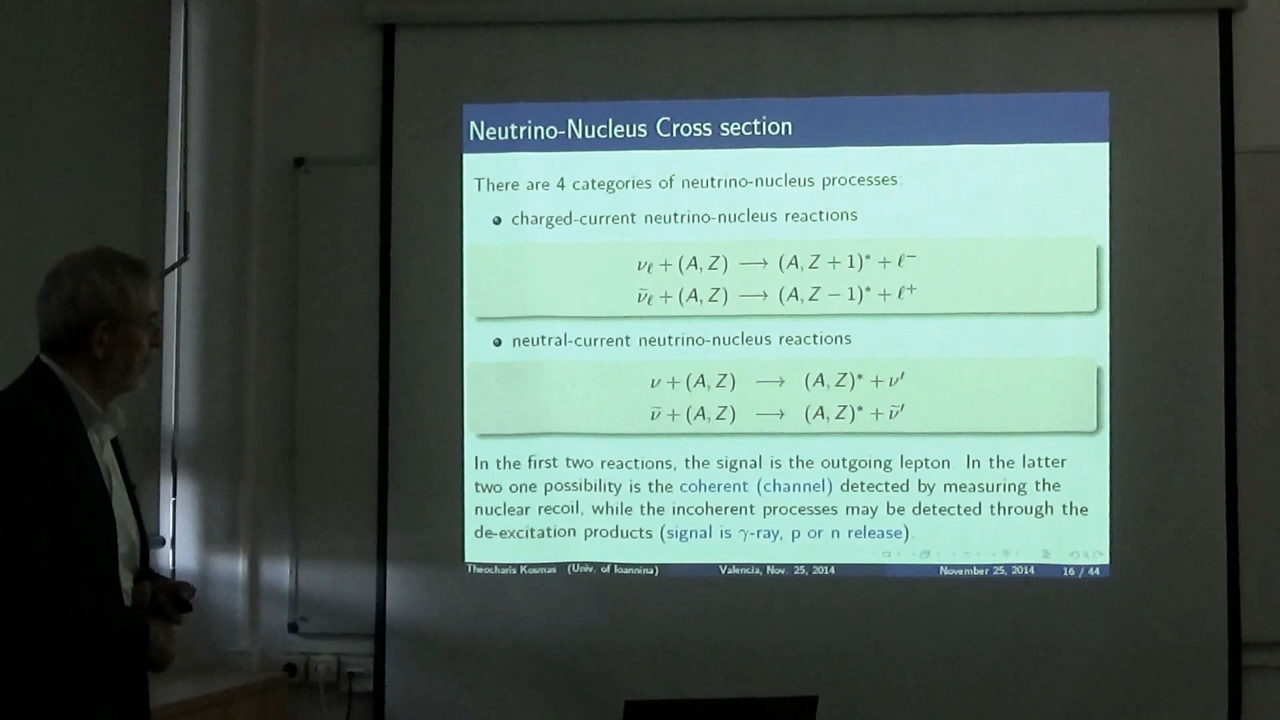 Neutrino-Nucleus Cross section
There are 4 categories of neutrino-nucleus processes:
• charged-current neutrino-nucleus reactions
ν_ℓ + (A, Z) ⟶ (A, Z + 1)* + ℓ⁻
ν̃_ℓ + (A, Z) ⟶ (A, Z − 1)* + ℓ⁺
• neutral-current neutrino-nucleus reactions
ν + (A, Z) ⟶ (A, Z)* + ν′
ν̃ + (A, Z) ⟶ (A, Z)* + ν̃′
In the first two reactions, the signal is the outgoing lepton. In the latter
two one possibility is the coherent (channel) detected by measuring the
nuclear recoil, while the incoherent processes may be detected through the
de-excitation products (signal is γ-ray, p or n release).
Theocharis Kosmas (Univ. of Ioannina) Valencia, Nov. 25, 2014 November 25, 2014 16 / 44